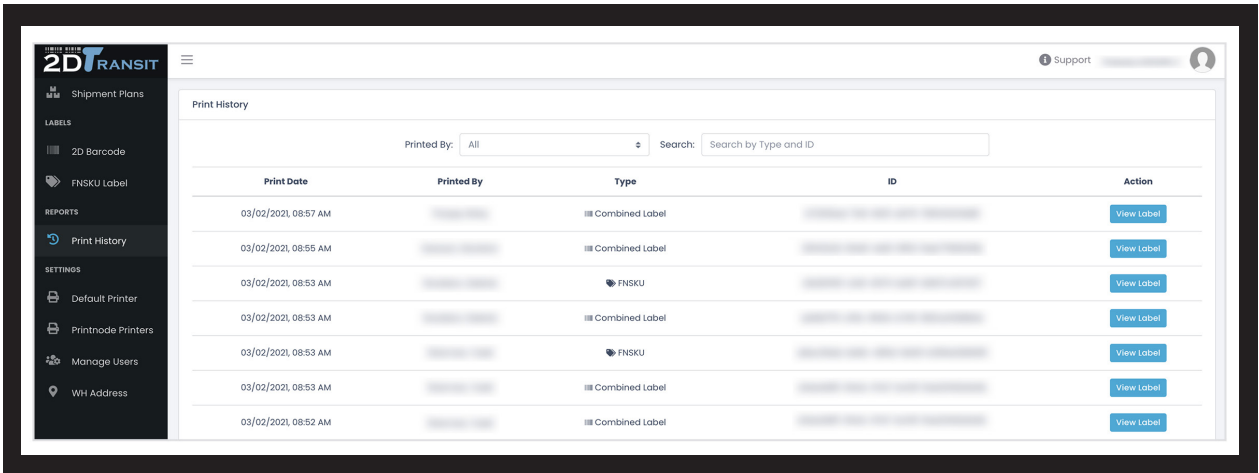 2DTRANSIT
Support
Shipment Plans
Print History
LABELS
Printed By: All Search: Search by Type and ID
2D Barcode
FNSKU Label
Print Date Printed By Type ID Action
REPORTS
03/02/2021, 08:57 AM Combined Label View Label
Print History
03/02/2021, 08:55 AM Combined Label View Label
SETTINGS
03/02/2021, 08:53 AM FNSKU View Label
Default Printer
03/02/2021, 08:53 AM Combined Label View Label
Printnode Printers
03/02/2021, 08:53 AM FNSKU View Label
Manage Users
03/02/2021, 08:53 AM Combined Label View Label
WH Address
03/02/2021, 08:52 AM Combined Label View Label